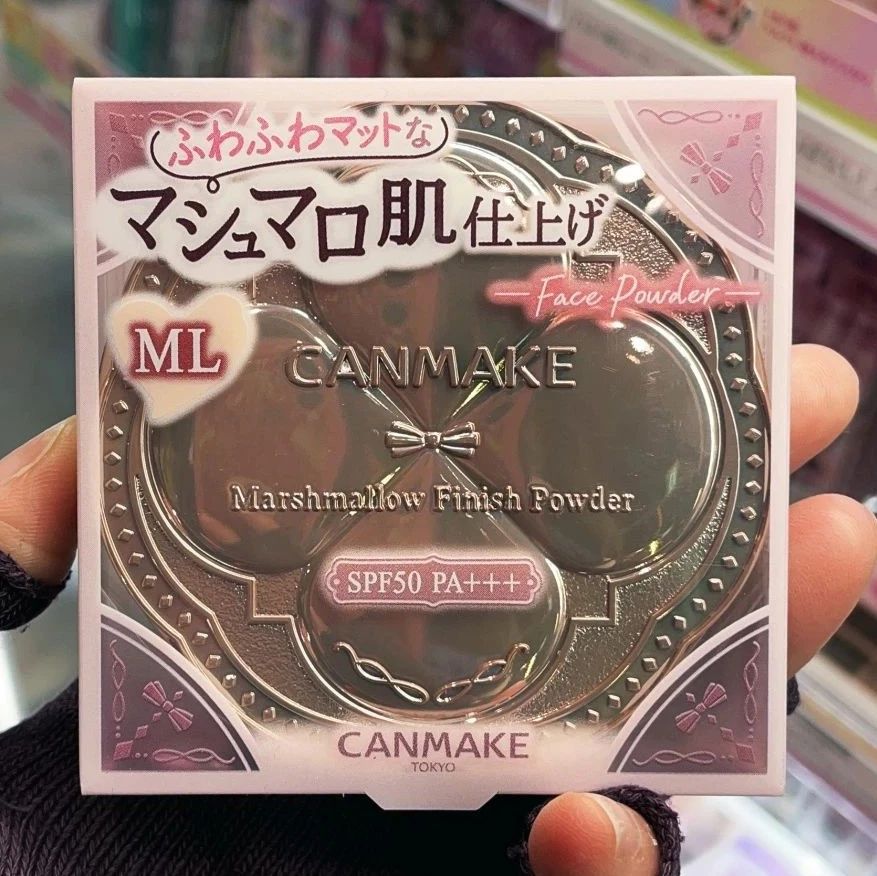 ふわふわマットな
マシュマロ肌仕上げ
Face Powder
ML
CANMAKE
Marshmallow Finish Powder
SPF50 PA+++
CANMAKE
TOKYO